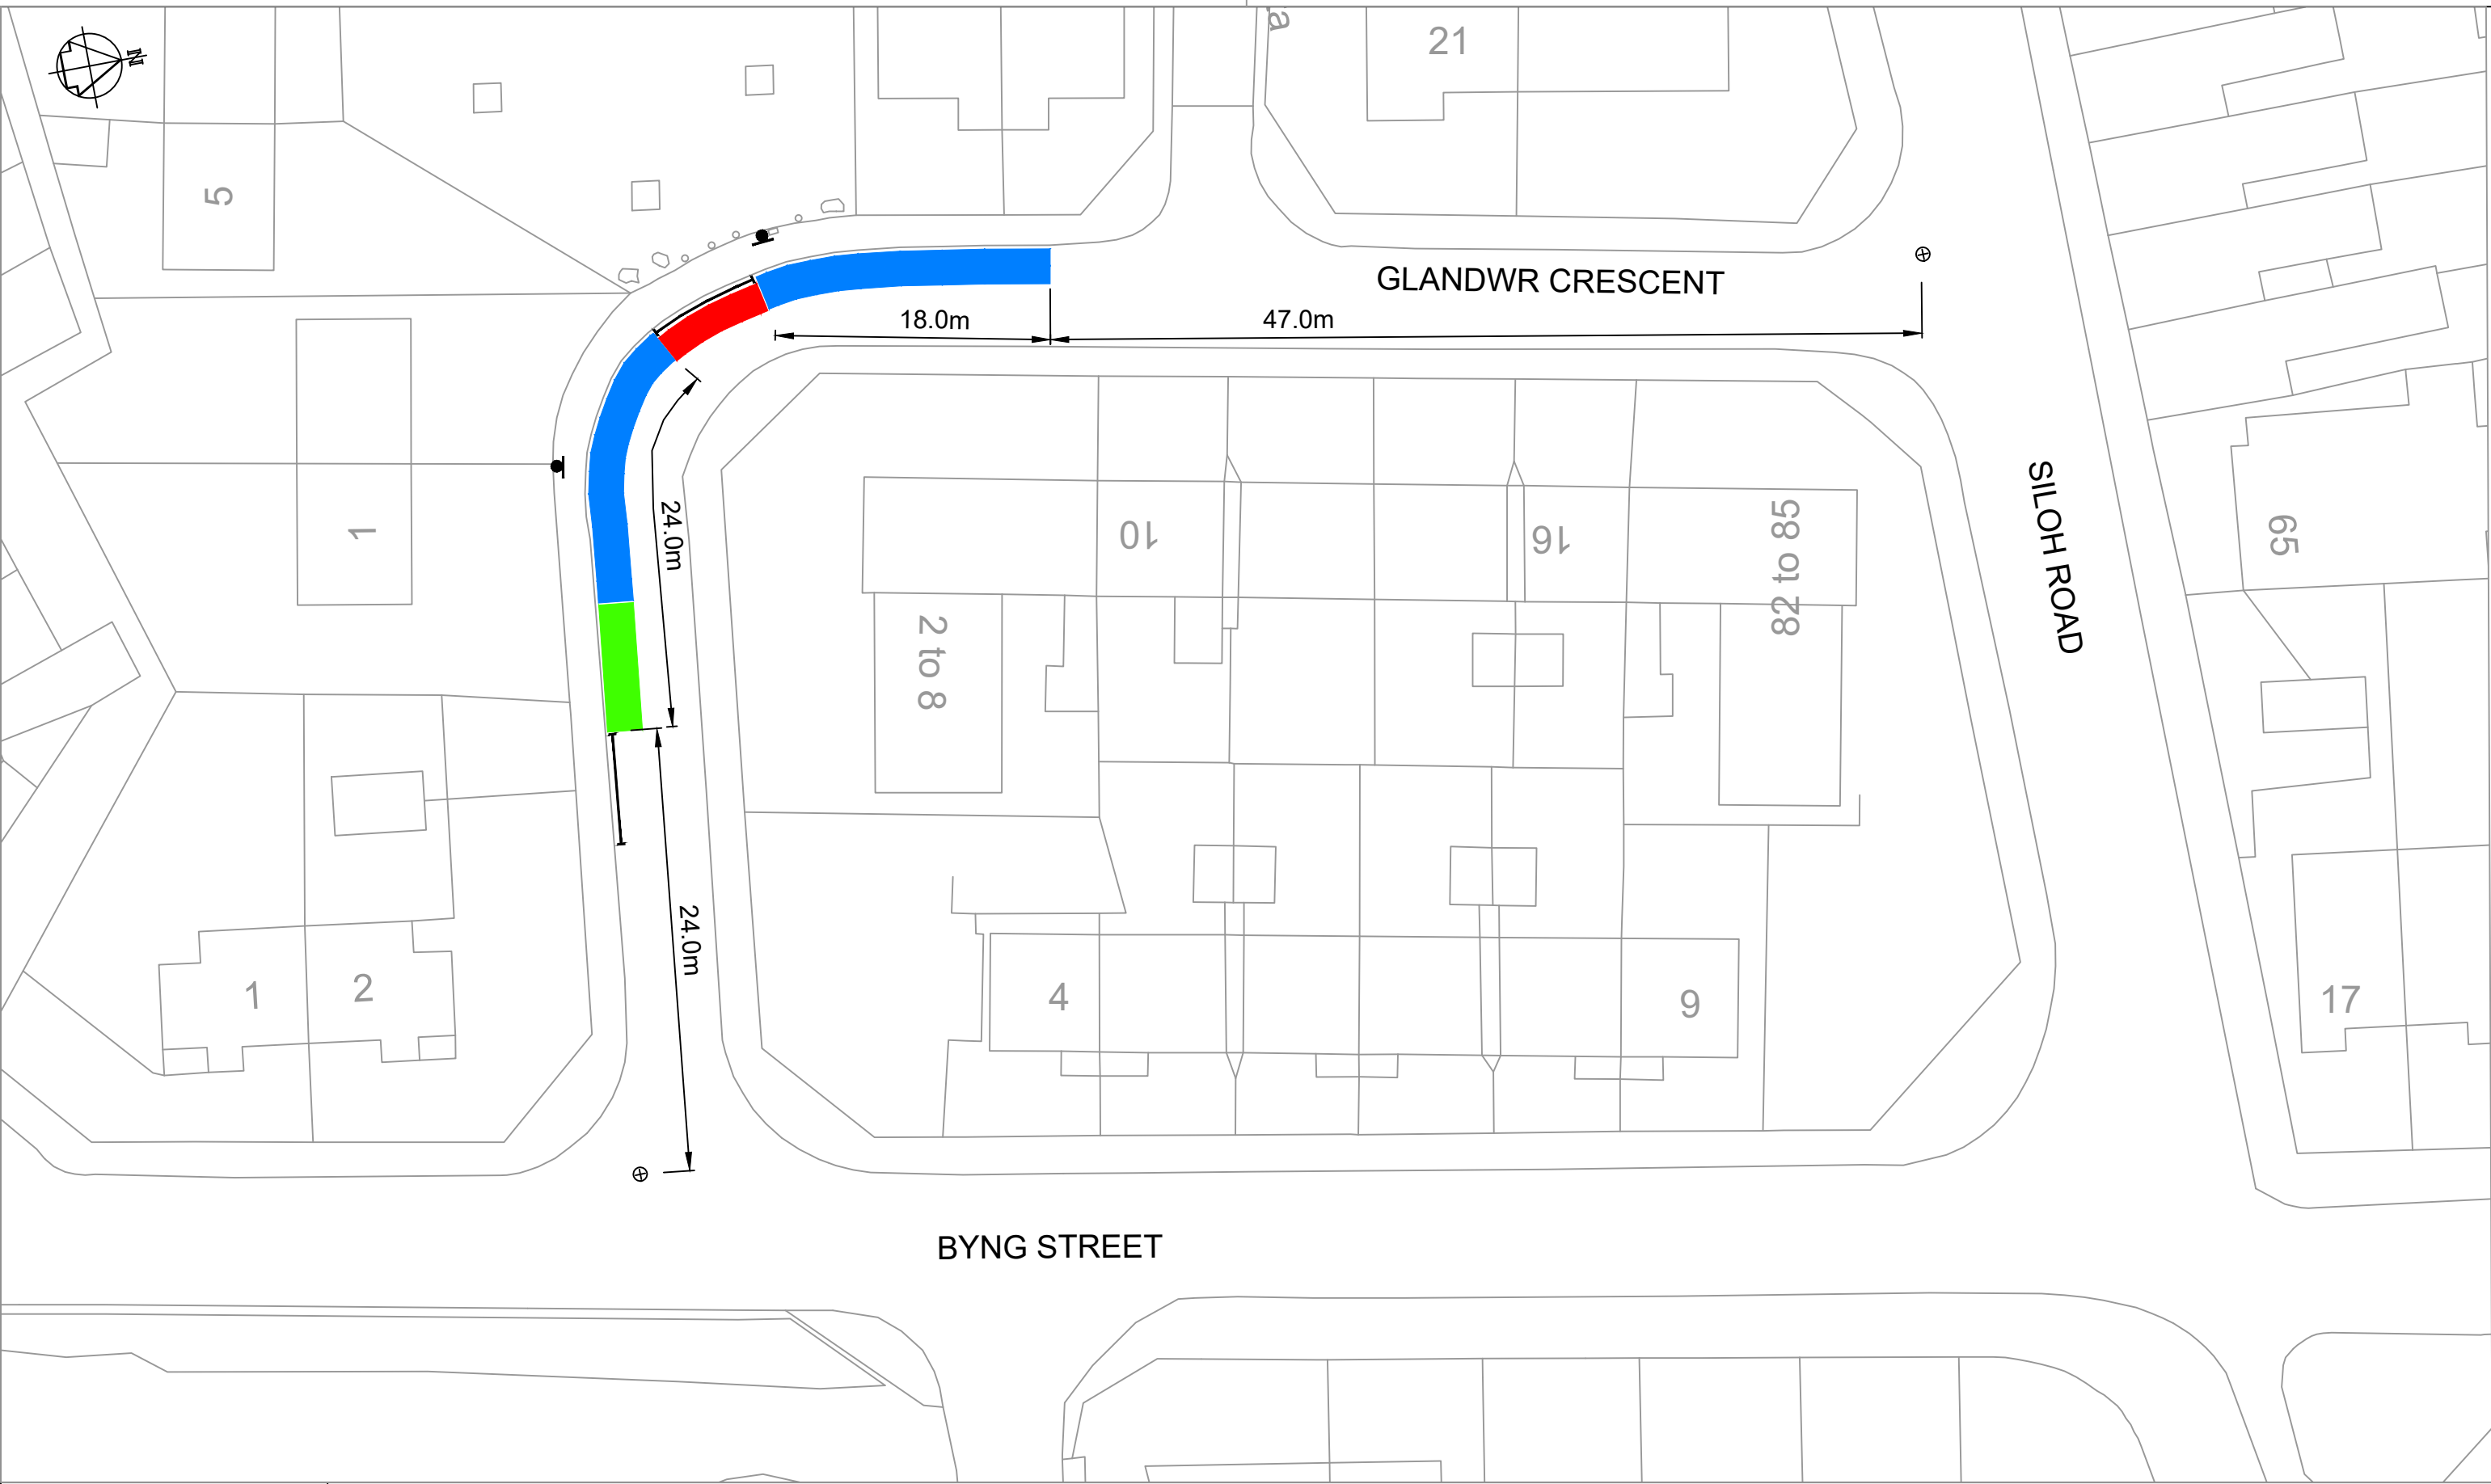 a
21
N
5
GLANDWR CRESCENT
18.0m
47.0m
SILOH ROAD
24.0m
1
10
16
82 to 85
65
2 to 8
24.0m
1
2
4
9
17
BYNG STREET